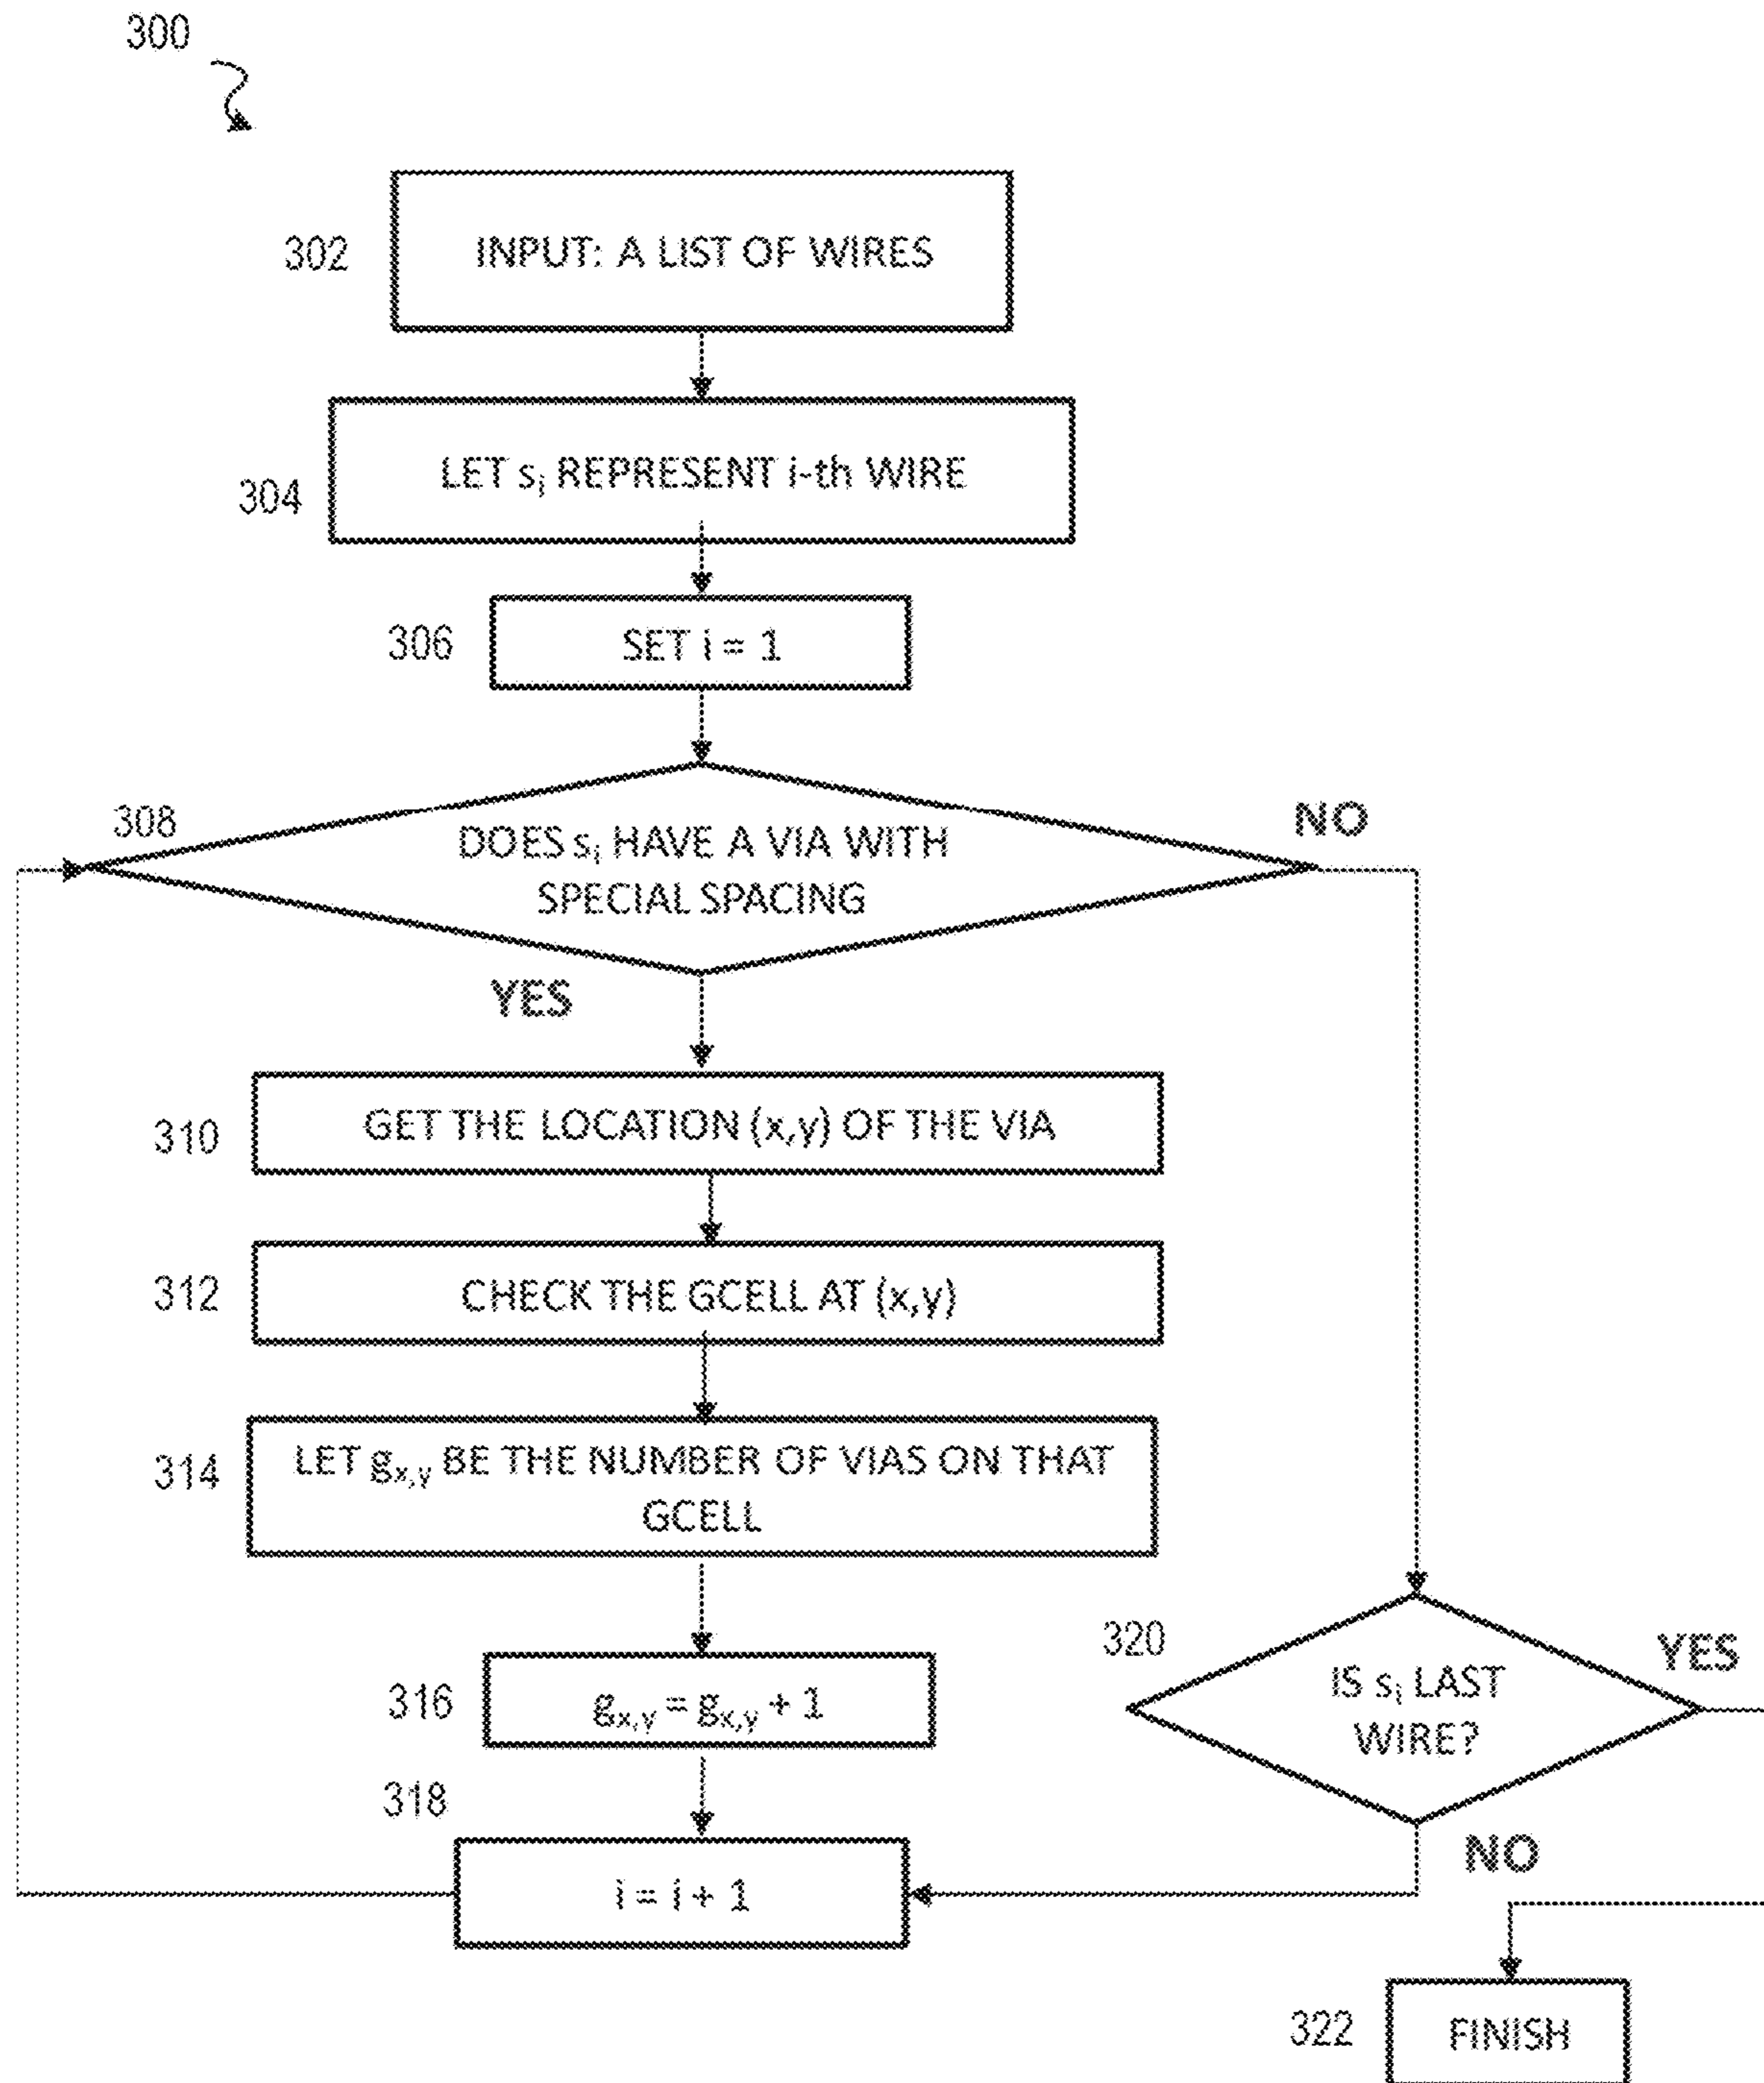 300
302
INPUT: A LIST OF WIRES
304
LET sᵢ REPRESENT i-th WIRE
306
SET i = 1
308
DOES sᵢ HAVE A VIA WITH
SPECIAL SPACING
NO
YES
310
GET THE LOCATION (x,y) OF THE VIA
312
CHECK THE GCELL AT (x,y)
314
LET gx,y BE THE NUMBER OF VIAS ON THAT
GCELL
316
gx,y = gx,y + 1
318
i = i + 1
320
IS sᵢ LAST
WIRE?
YES
NO
322
FINISH